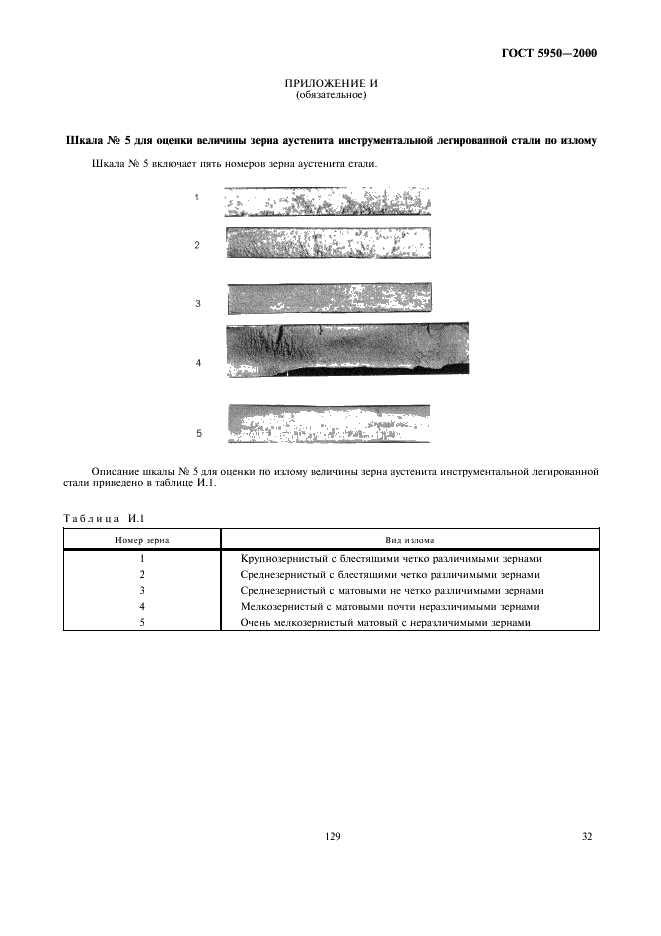 ГОСТ 5950—2000
ПРИЛОЖЕНИЕ И
(обязательное)
Шкала № 5 для оценки величины зерна аустенита инструментальной легированной стали по излому
Шкала № 5 включает пять номеров зерна аустенита стали.
1
2
3
4
5
Описание шкалы № 5 для оценки по излому величины зерна аустенита инструментальной легированной
стали приведено в таблице И.1.
Таблица И.1
Номер зерна Вид излома
1 Крупнозернистый с блестящими четко различимыми зернами
2 Среднезернистый с блестящими четко различимыми зернами
3 Среднезернистый с матовыми не четко различимыми зернами
4 Мелкозернистый с матовыми почти неразличимыми зернами
5 Очень мелкозернистый матовый с неразличимыми зернами
129 32